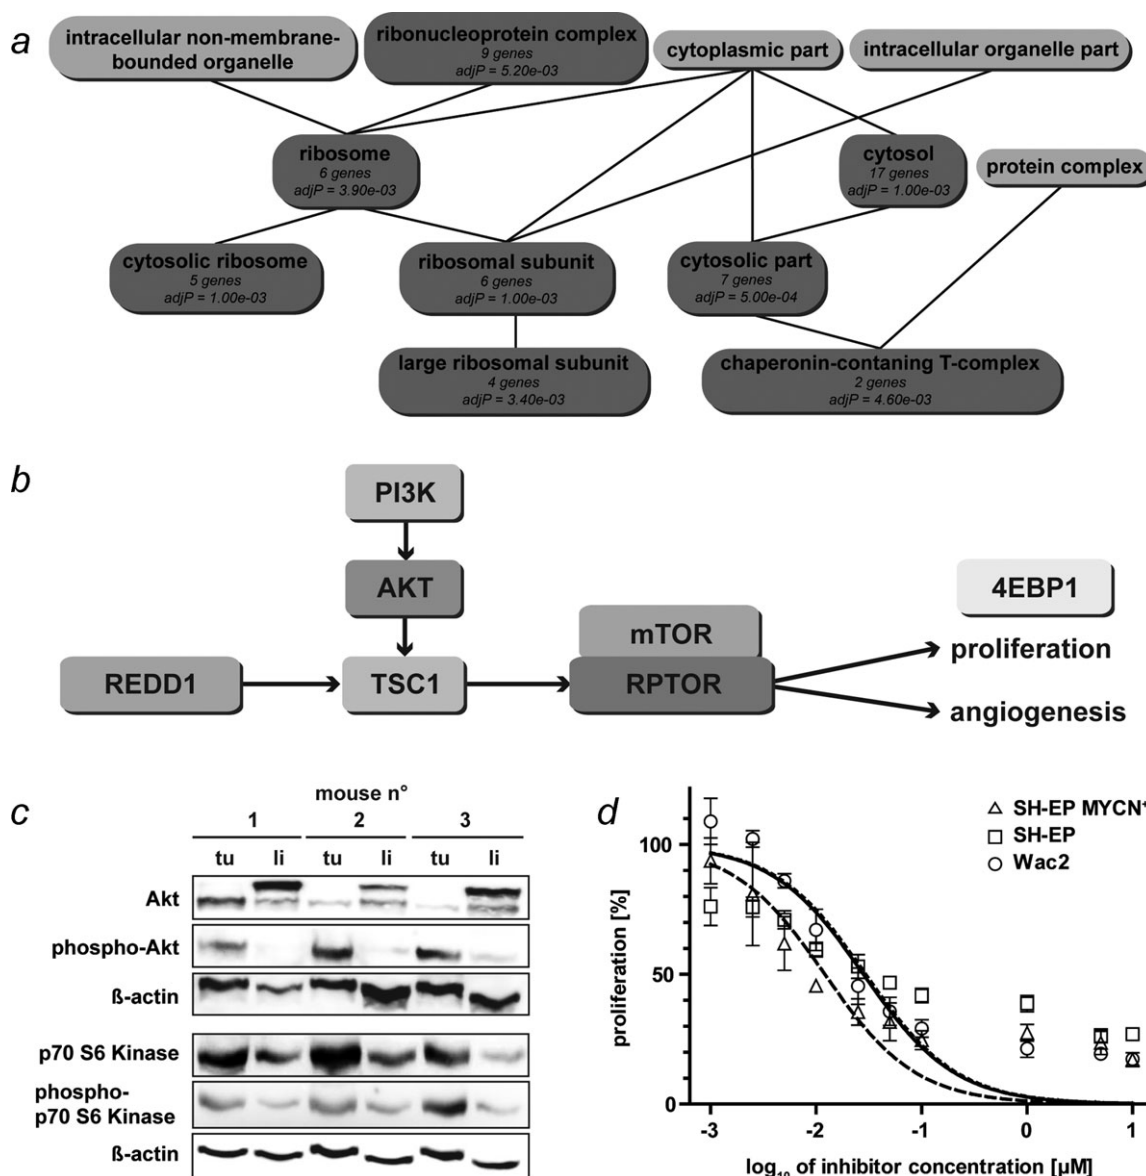 a
intracellular non-membrane-
bounded organelle
ribonucleoprotein complex
9 genes
adjP = 5.20e-03
cytoplasmic part
intracellular organelle part
ribosome
6 genes
adjP = 3.90e-03
cytosol
17 genes
adjP = 1.00e-03
protein complex
cytosolic ribosome
5 genes
adjP = 1.00e-03
ribosomal subunit
6 genes
adjP = 1.00e-03
cytosolic part
7 genes
adjP = 5.00e-04
large ribosomal subunit
4 genes
adjP = 3.40e-03
chaperonin-contaning T-complex
2 genes
adjP = 4.60e-03
b
PI3K
AKT
REDD1
TSC1
mTOR
RPTOR
4EBP1
proliferation
angiogenesis
c
mouse n°
1 2 3
tu li tu li tu li
Akt
phospho-Akt
ß-actin
p70 S6 Kinase
phospho-
p70 S6 Kinase
ß-actin
d
SH-EP MYCN+
SH-EP
Wac2
proliferation [%]
100
50
0
-3 -2 -1 0 1
log10 of inhibitor concentration [µM]